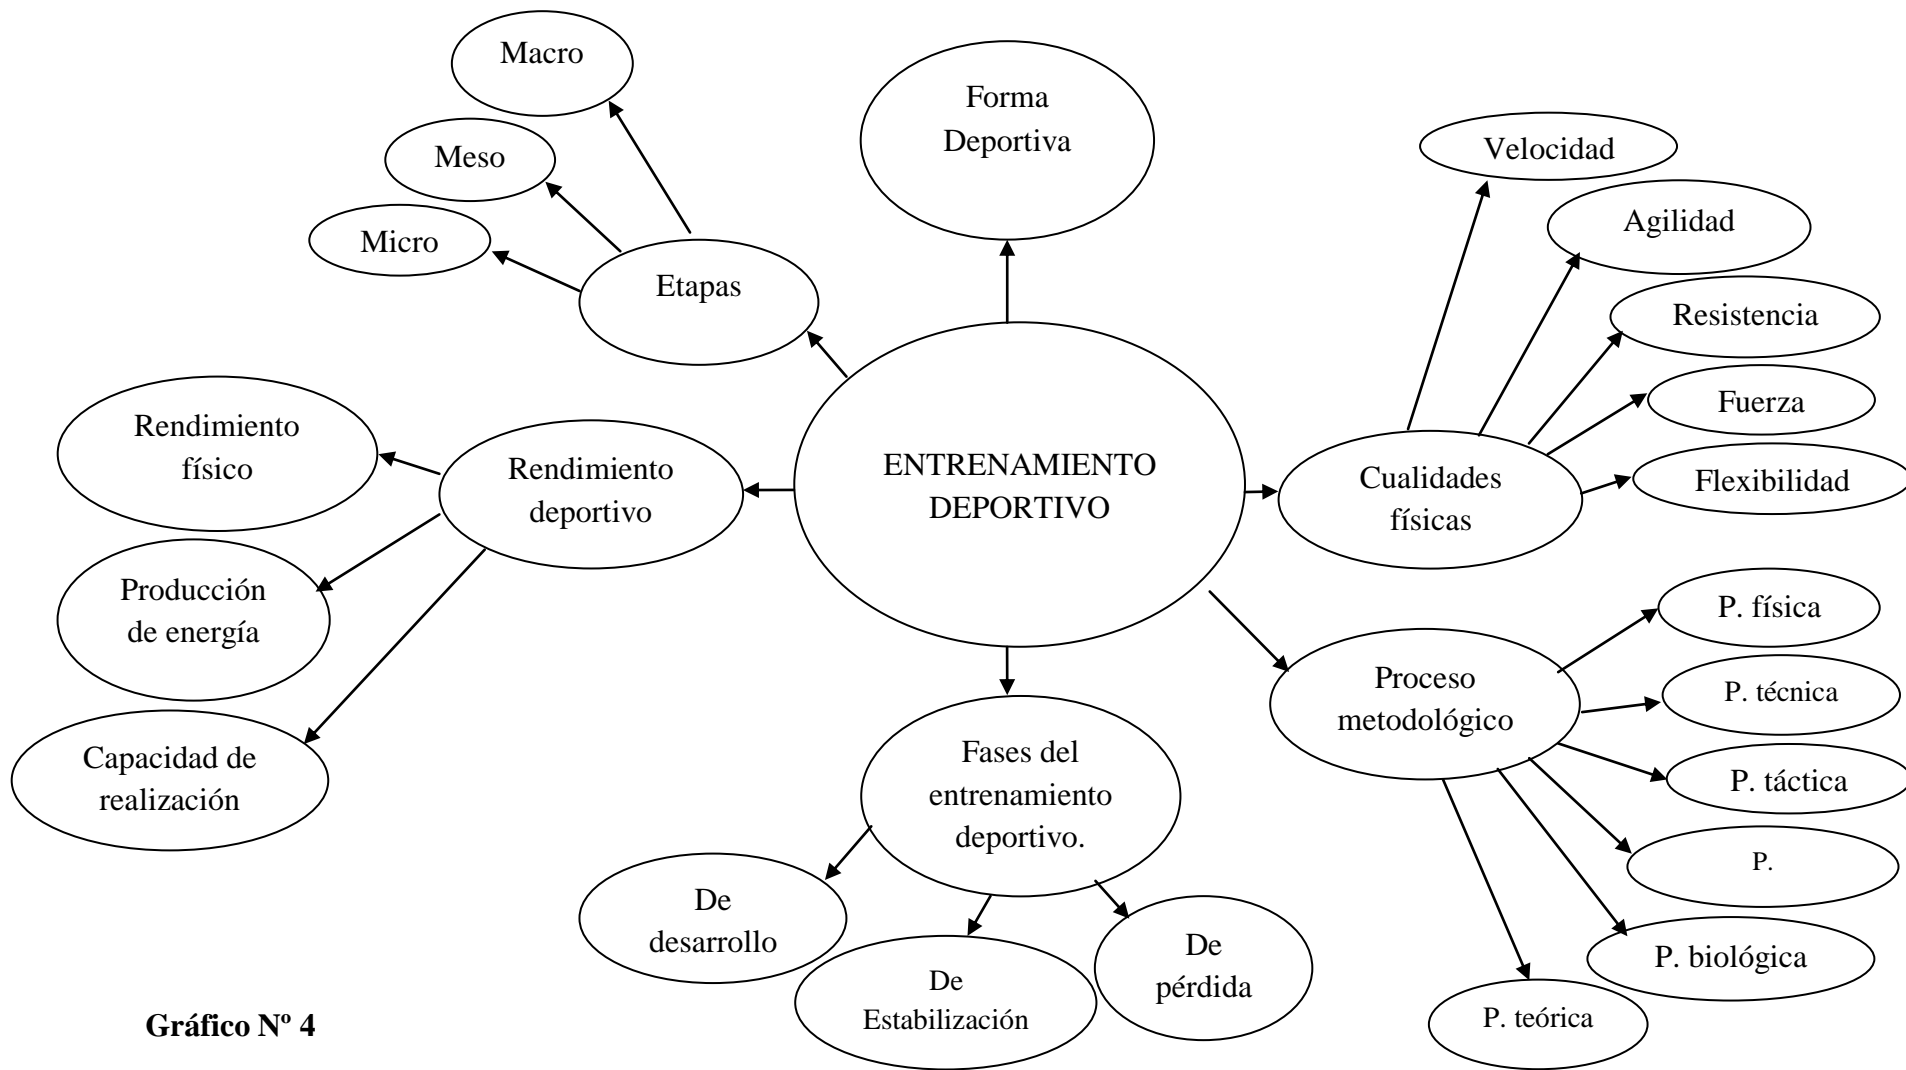 Macro
Meso
Micro
Etapas
Forma
Deportiva
Velocidad
Agilidad
Resistencia
Fuerza
Flexibilidad
Cualidades
físicas
ENTRENAMIENTO
DEPORTIVO
Rendimiento
deportivo
Rendimiento
físico
Producción
de energía
Capacidad de
realización
Fases del
entrenamiento
deportivo.
De
desarrollo
De
Estabilización
De
pérdida
Proceso
metodológico
P. física
P. técnica
P. táctica
P.
P. biológica
P. teórica
Gráfico Nº 4